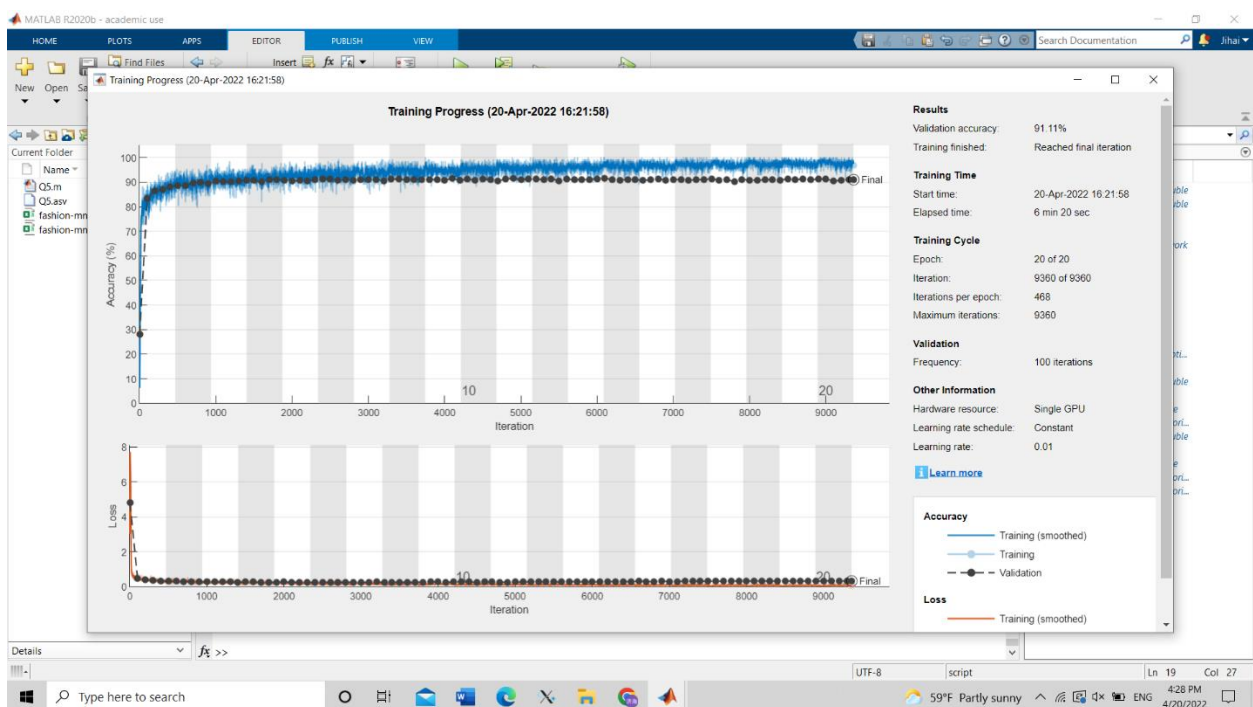 MATLAB R2020b - academic use
HOME PLOTS APPS EDITOR PUBLISH VIEW
Search Documentation
Jihai
Find Files
Insert fx
New Open
Training Progress (20-Apr-2022 16:21:58)
Training Progress (20-Apr-2022 16:21:58)
Current Folder
Name
Q5.m
Q5.asv
fashion-mn
fashion-mn
Accuracy (%)
100
90
80
70
60
50
40
30
20
10
0
Final
10 20
0 1000 2000 3000 4000 5000 6000 7000 8000 9000
Iteration
Loss
8
6
4
2
0
10 20
Final
0 1000 2000 3000 4000 5000 6000 7000 8000 9000
Iteration
Results
Validation accuracy: 91.11%
Training finished: Reached final iteration
Training Time
Start time: 20-Apr-2022 16:21:58
Elapsed time: 6 min 20 sec
Training Cycle
Epoch: 20 of 20
Iteration: 9360 of 9360
Iterations per epoch: 468
Maximum iterations: 9360
Validation
Frequency: 100 iterations
Other Information
Hardware resource: Single GPU
Learning rate schedule: Constant
Learning rate: 0.01
Learn more
Accuracy
Training (smoothed)
Training
Validation
Loss
Training (smoothed)
Details
fx >>
UTF-8 script Ln 19 Col 27
Type here to search
59°F Partly sunny
ENG
4:28 PM
4/20/2022